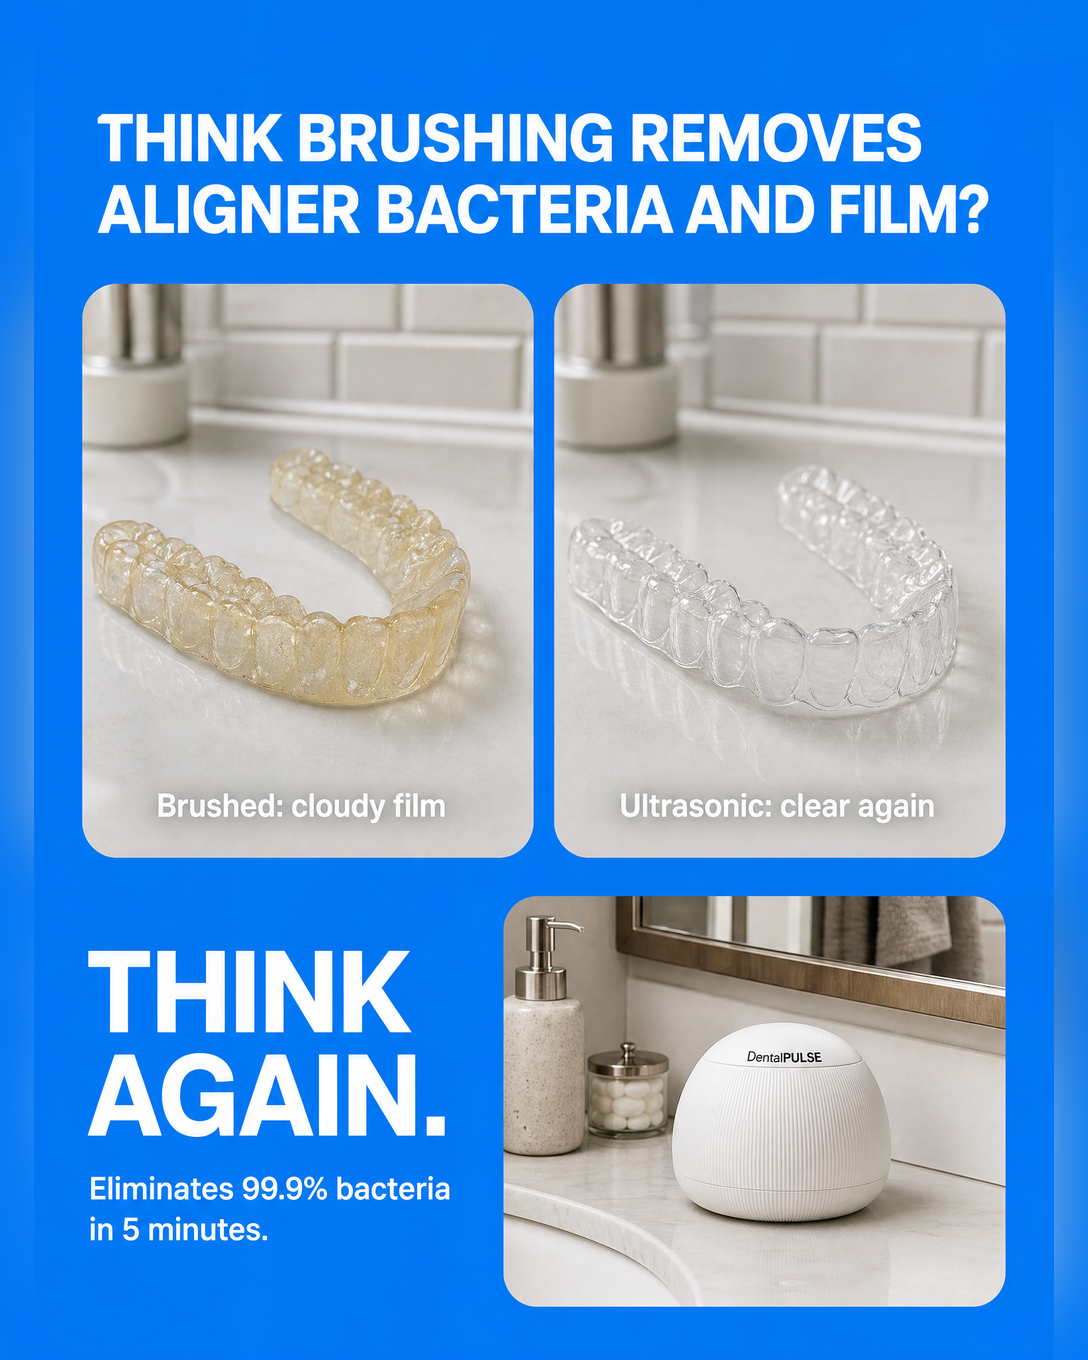 THINK BRUSHING REMOVES
ALIGNER BACTERIA AND FILM?
Brushed: cloudy film
Ultrasonic: clear again
THINK
AGAIN.
Eliminates 99.9% bacteria
in 5 minutes.
DentalPULSE